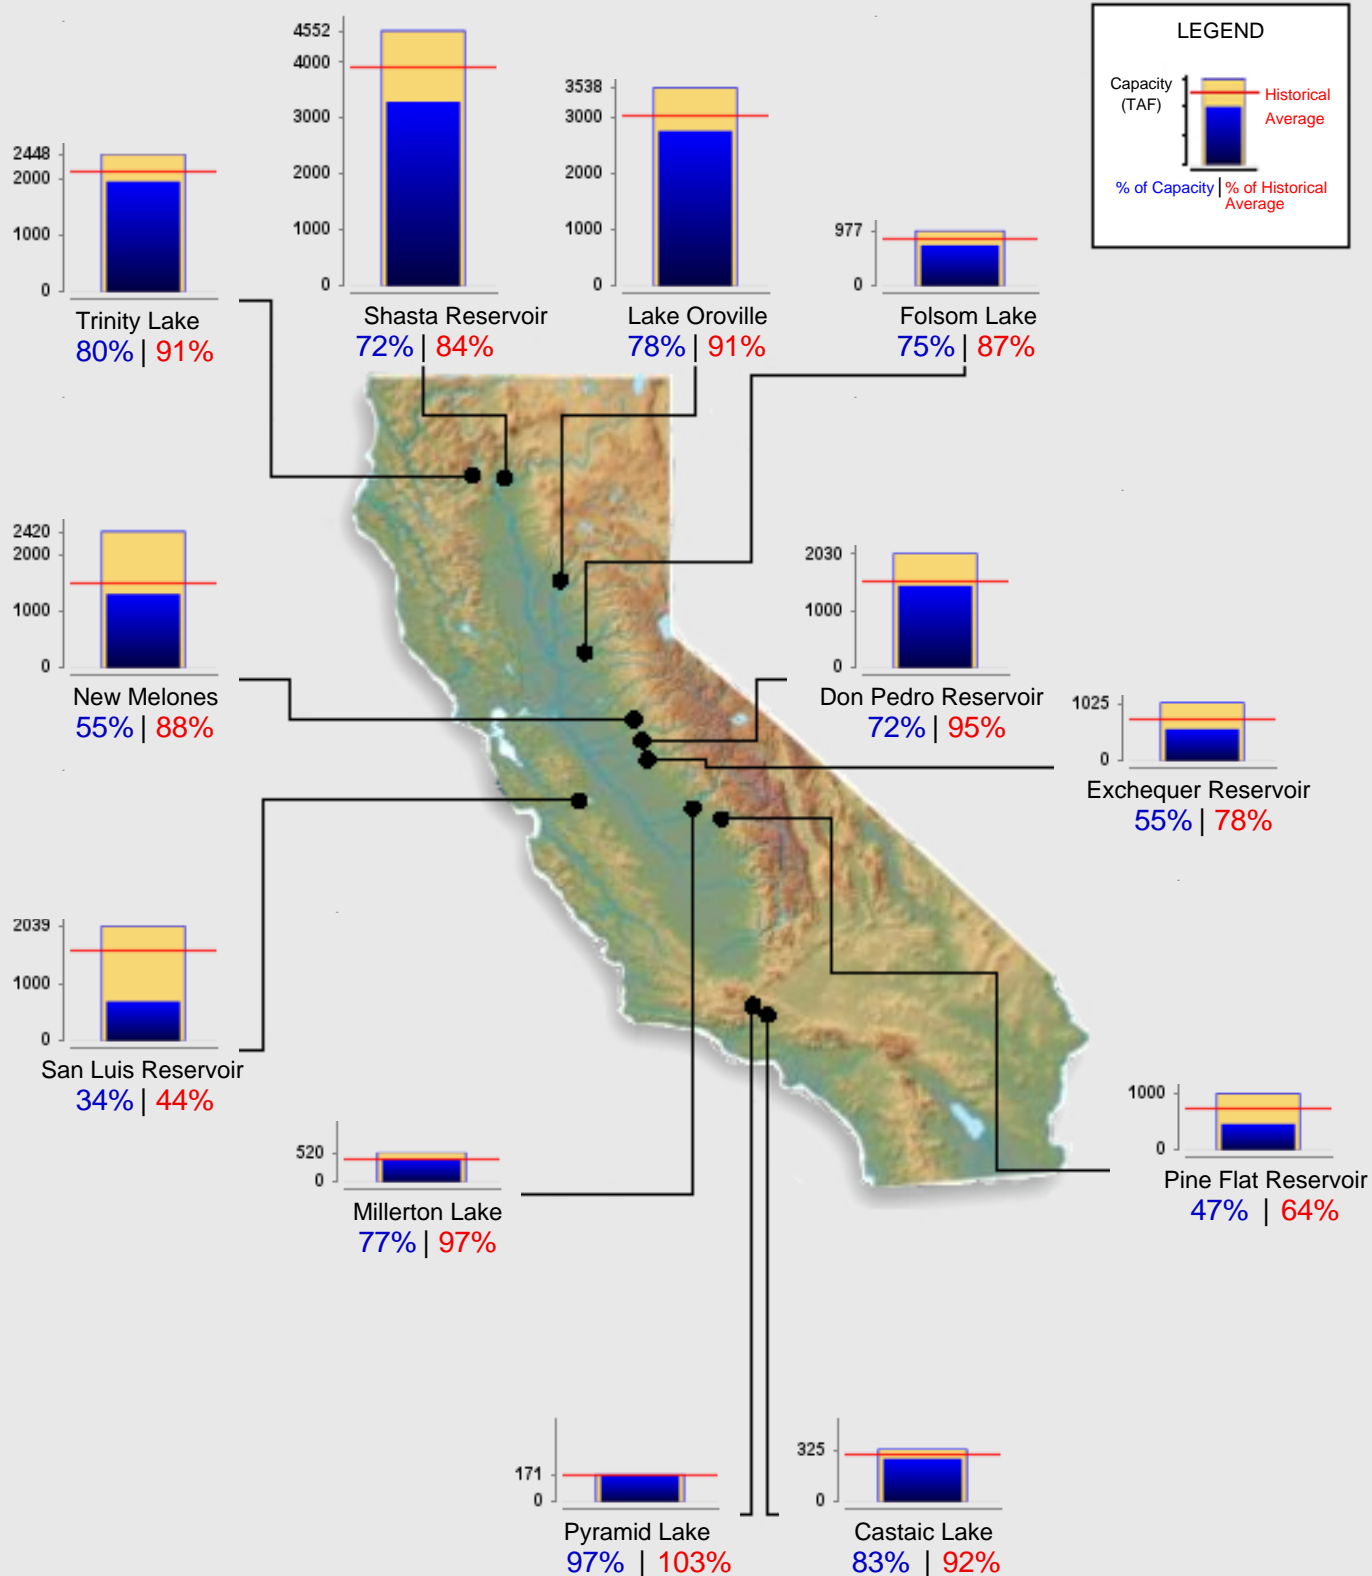 LEGEND
Capacity
(TAF)
Historical
Average
% of Capacity | % of Historical
Average
4552
4000
3000
2000
1000
0
Shasta Reservoir
72% | 84%
3538
3000
2000
1000
0
Lake Oroville
78% | 91%
2448
2000
1000
0
Trinity Lake
80% | 91%
977
0
Folsom Lake
75% | 87%
2420
2000
1000
0
New Melones
55% | 88%
2030
1000
0
Don Pedro Reservoir
72% | 95%
1025
0
Exchequer Reservoir
55% | 78%
2039
1000
0
San Luis Reservoir
34% | 44%
520
0
Millerton Lake
77% | 97%
1000
0
Pine Flat Reservoir
47% | 64%
171
0
Pyramid Lake
97% | 103%
325
0
Castaic Lake
83% | 92%